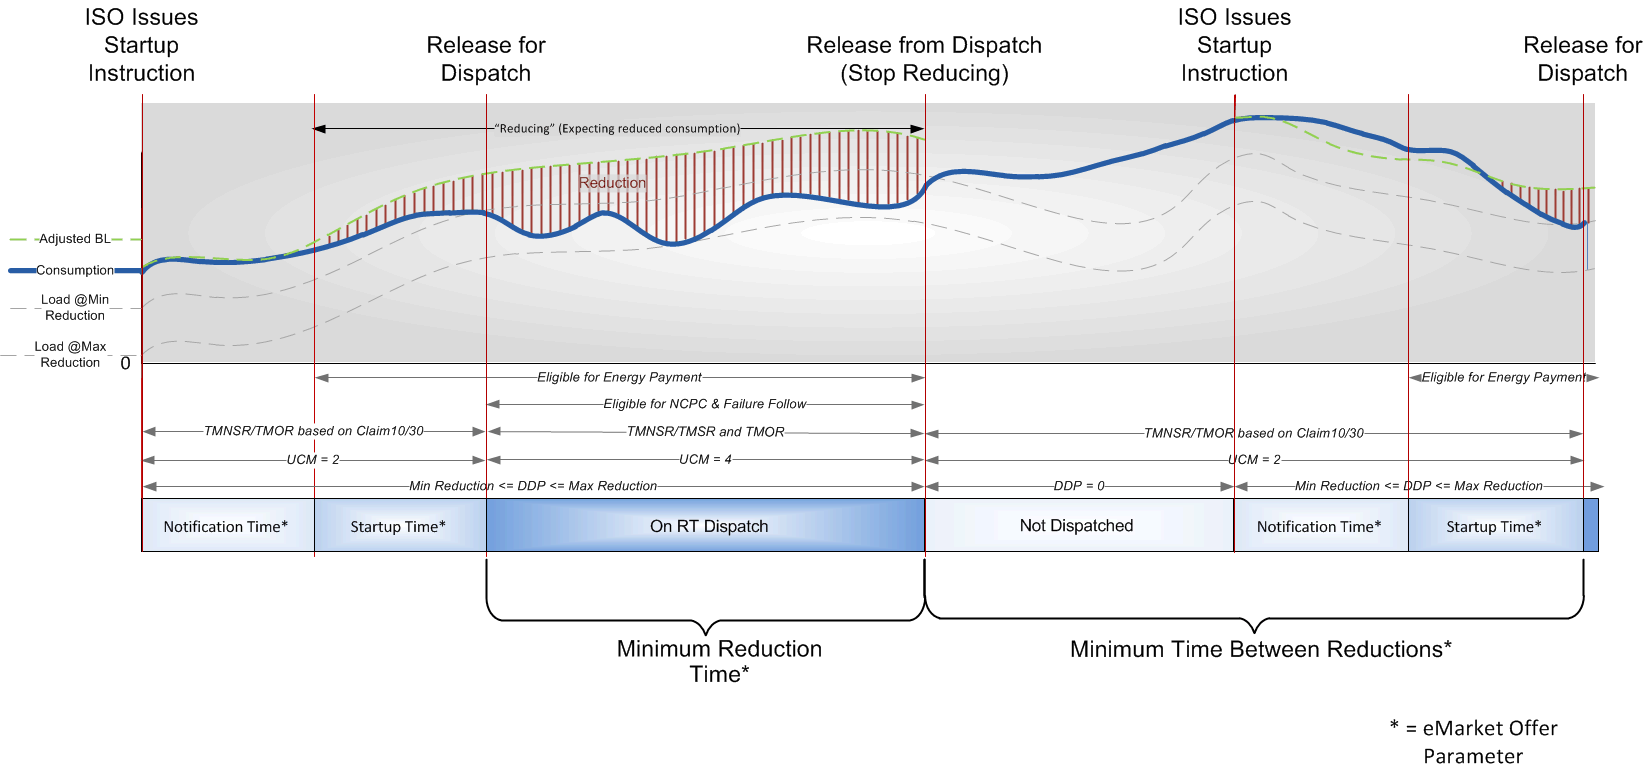 ISO Issues
Startup
Instruction
Release for
Dispatch
Release from Dispatch
(Stop Reducing)
ISO Issues
Startup
Instruction
Release for
Dispatch
“Reducing” (Expecting reduced consumption)
Reduction
Adjusted BL
Consumption
Load @Min
Reduction
Load @Max
Reduction
0
Eligible for Energy Payment
Eligible for Energy Payment
Eligible for NCPC & Failure Follow
TMNSR/TMOR based on Claim10/30
TMNSR/TMSR and TMOR
TMNSR/TMOR based on Claim10/30
UCM = 2
UCM = 4
UCM = 2
Min Reduction <= DDP <= Max Reduction
DDP = 0
Min Reduction <= DDP <= Max Reduction
Notification Time*
Startup Time*
On RT Dispatch
Not Dispatched
Notification Time*
Startup Time*
Minimum Reduction
Time*
Minimum Time Between Reductions*
* = eMarket Offer
Parameter